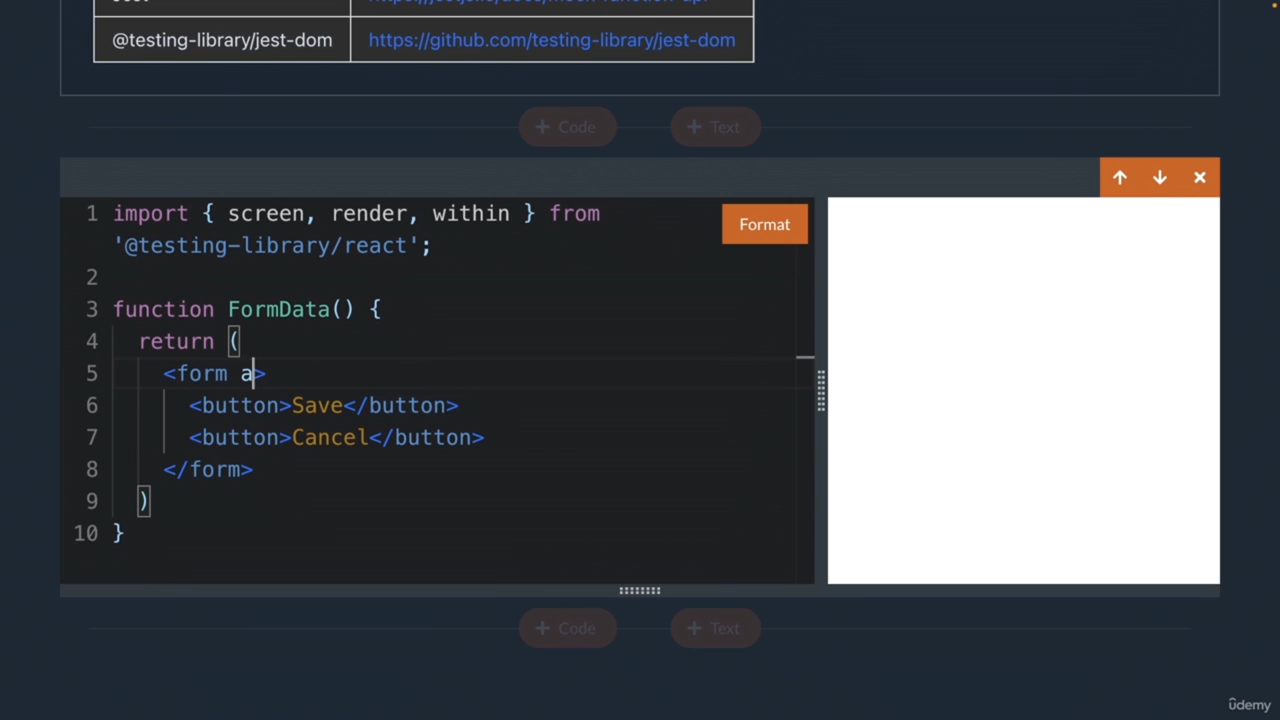 @testing-library/jest-dom https://github.com/testing-library/jest-dom
+ Code + Text
Format
1 import { screen, render, within } from
'@testing-library/react';
2
3 function FormData() {
4 return (
5 <form a>
6 <button>Save</button>
7 <button>Cancel</button>
8 </form>
9 )
10 }
+ Code + Text
ûdemy